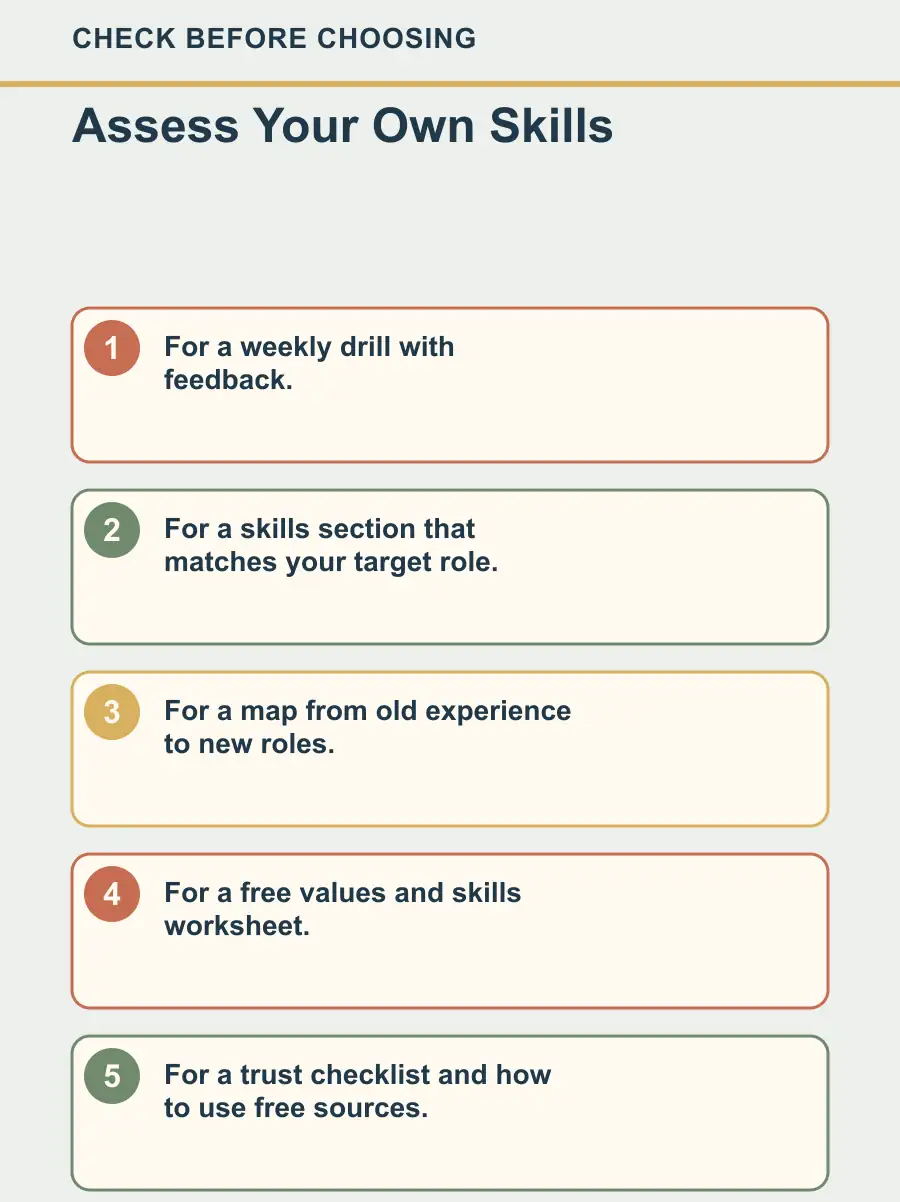 CHECK BEFORE CHOOSING
Assess Your Own Skills
1
For a weekly drill with
feedback.
2
For a skills section that
matches your target role.
3
For a map from old experience
to new roles.
4
For a free values and skills
worksheet.
5
For a trust checklist and how
to use free sources.